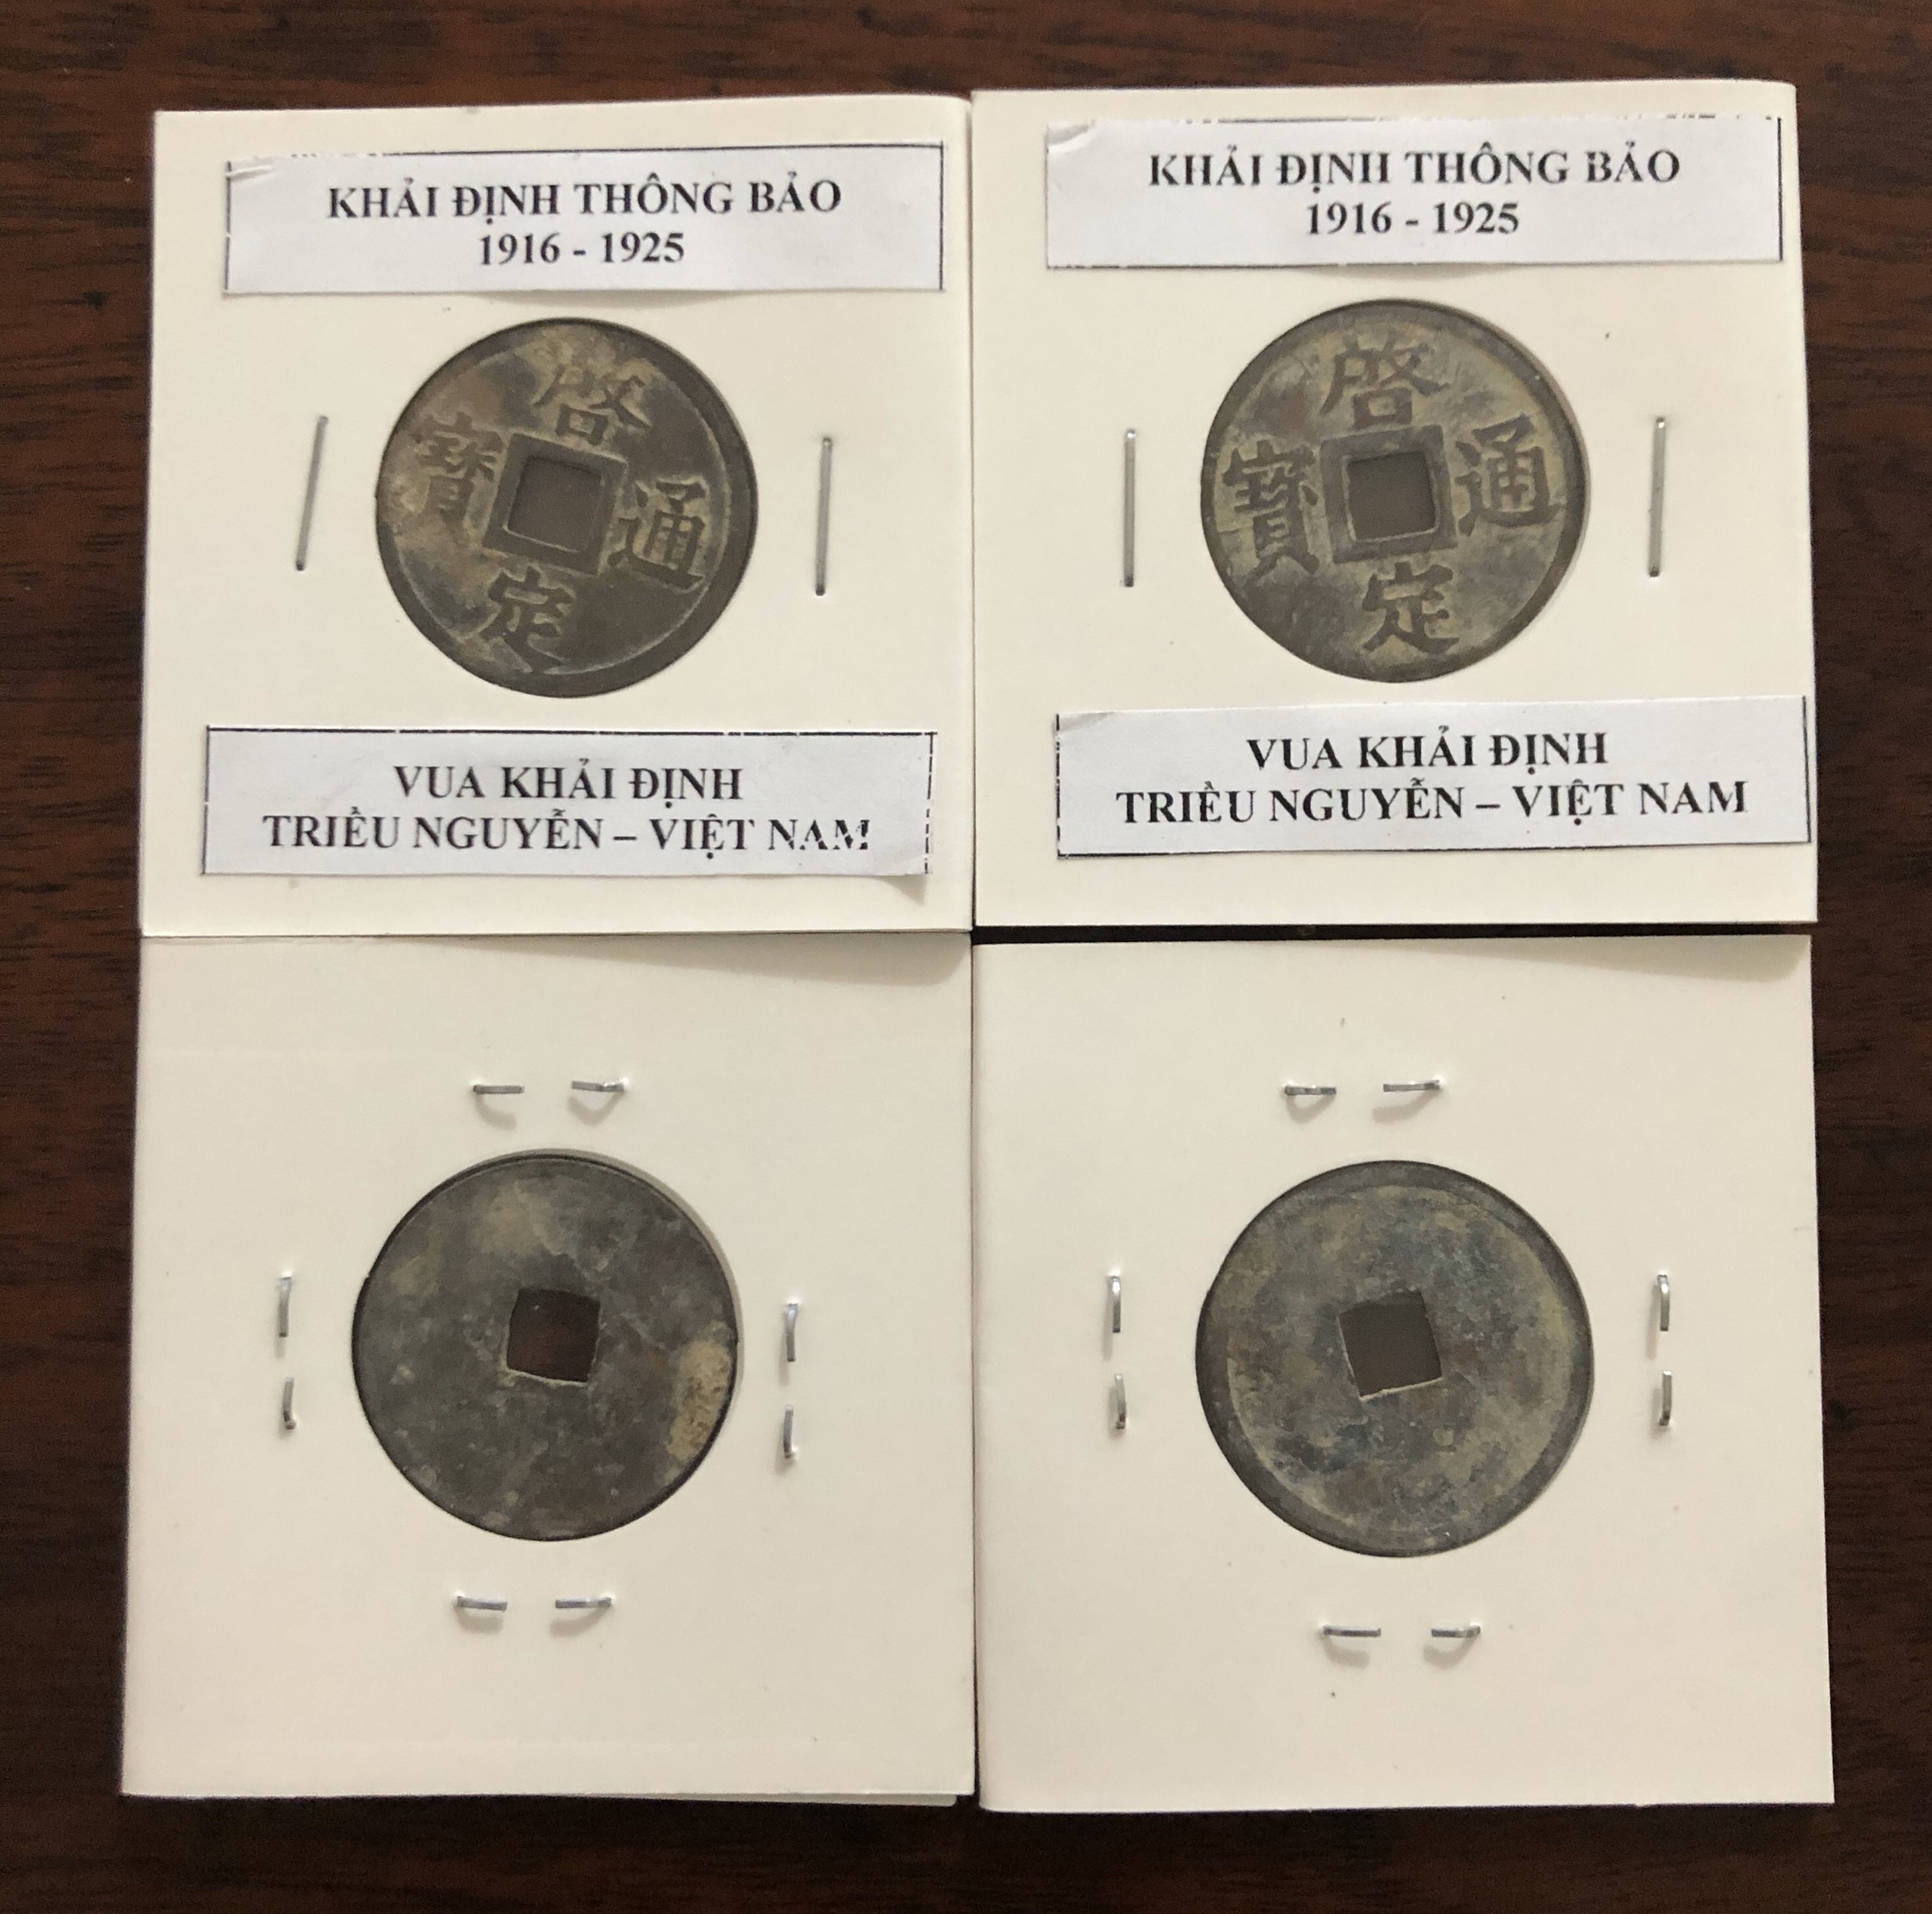 KHẢI ĐỊNH THÔNG BẢO
1916 - 1925
啓定通寶
VUA KHẢI ĐỊNH
TRIỀU NGUYỄN – VIỆT NAM
KHẢI ĐỊNH THÔNG BẢO
1916 - 1925
啓定通寶
VUA KHẢI ĐỊNH
TRIỀU NGUYỄN – VIỆT NAM